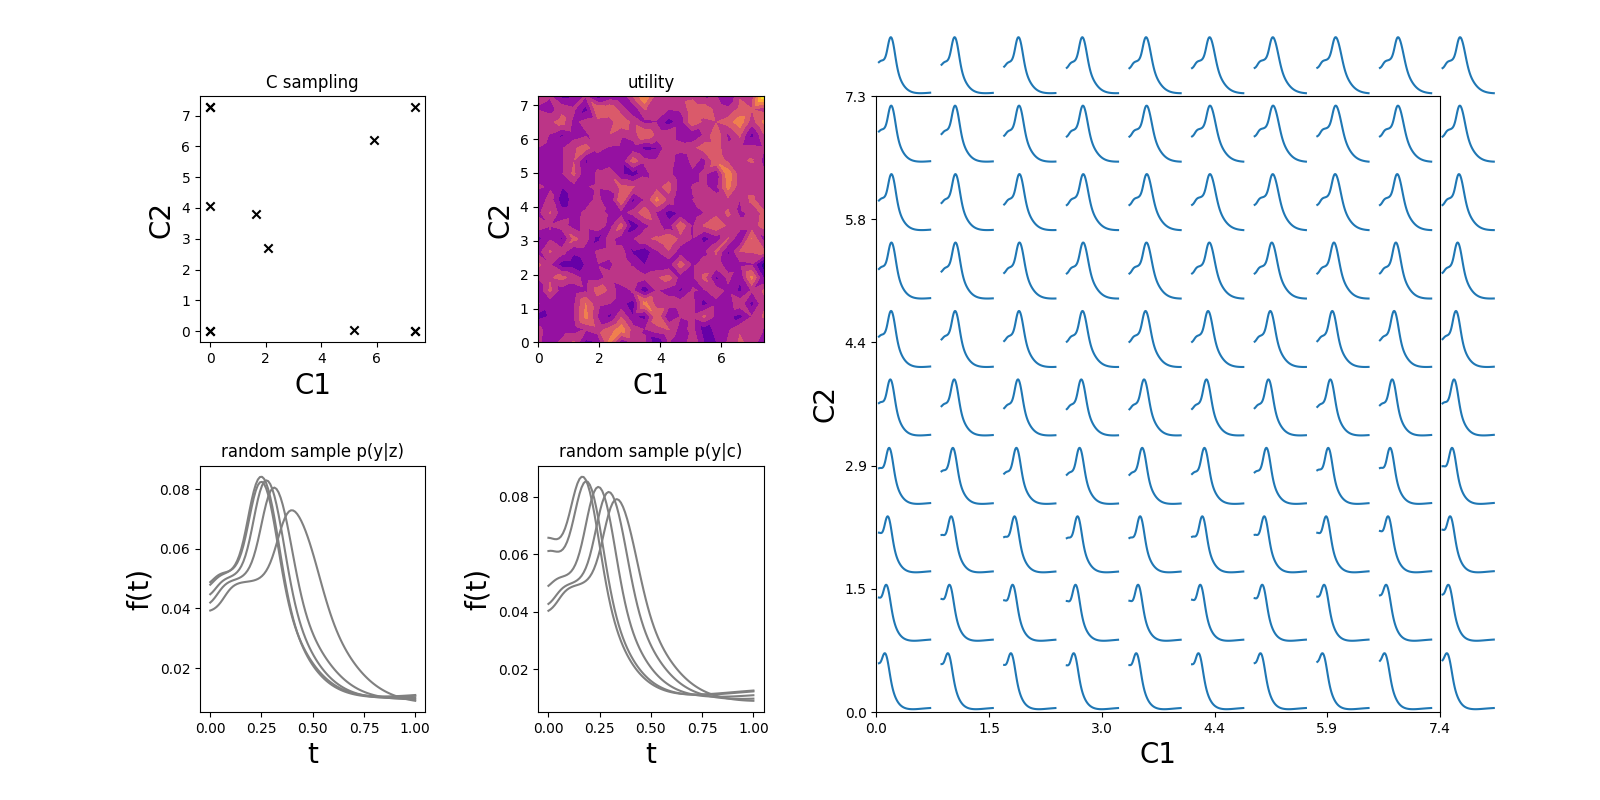 C sampling
7
6
5
4
3
2
1
0
0 2 4 6
C2
C1
utility
7
6
5
4
3
2
1
0
0 2 4 6
C2
C1
random sample p(y|z)
0.08
0.06
0.04
0.02
0.00 0.25 0.50 0.75 1.00
f(t)
t
random sample p(y|c)
0.08
0.06
0.04
0.02
0.00 0.25 0.50 0.75 1.00
f(t)
t
7.3
5.8
4.4
2.9
1.5
0.0
0.0 1.5 3.0 4.4 5.9 7.4
C2
C1